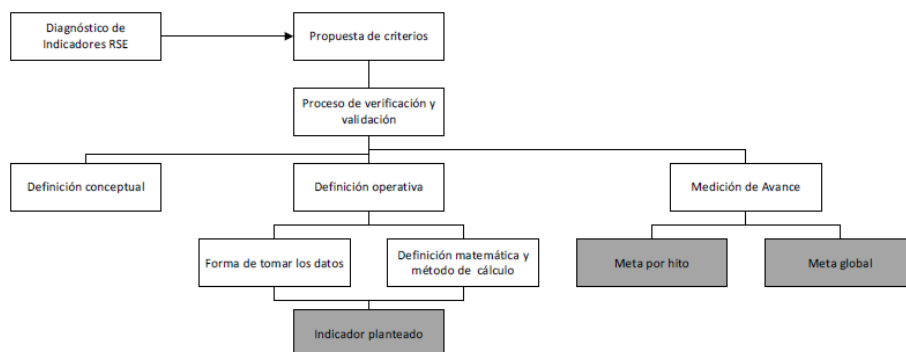 Diagnóstico de
Indicadores RSE
Propuesta de criterios
Proceso de verificación y
validación
Definición conceptual
Definición operativa
Medición de Avance
Forma de tomar los datos
Definición matemática y
método de cálculo
Meta por hito
Meta global
Indicador planteado